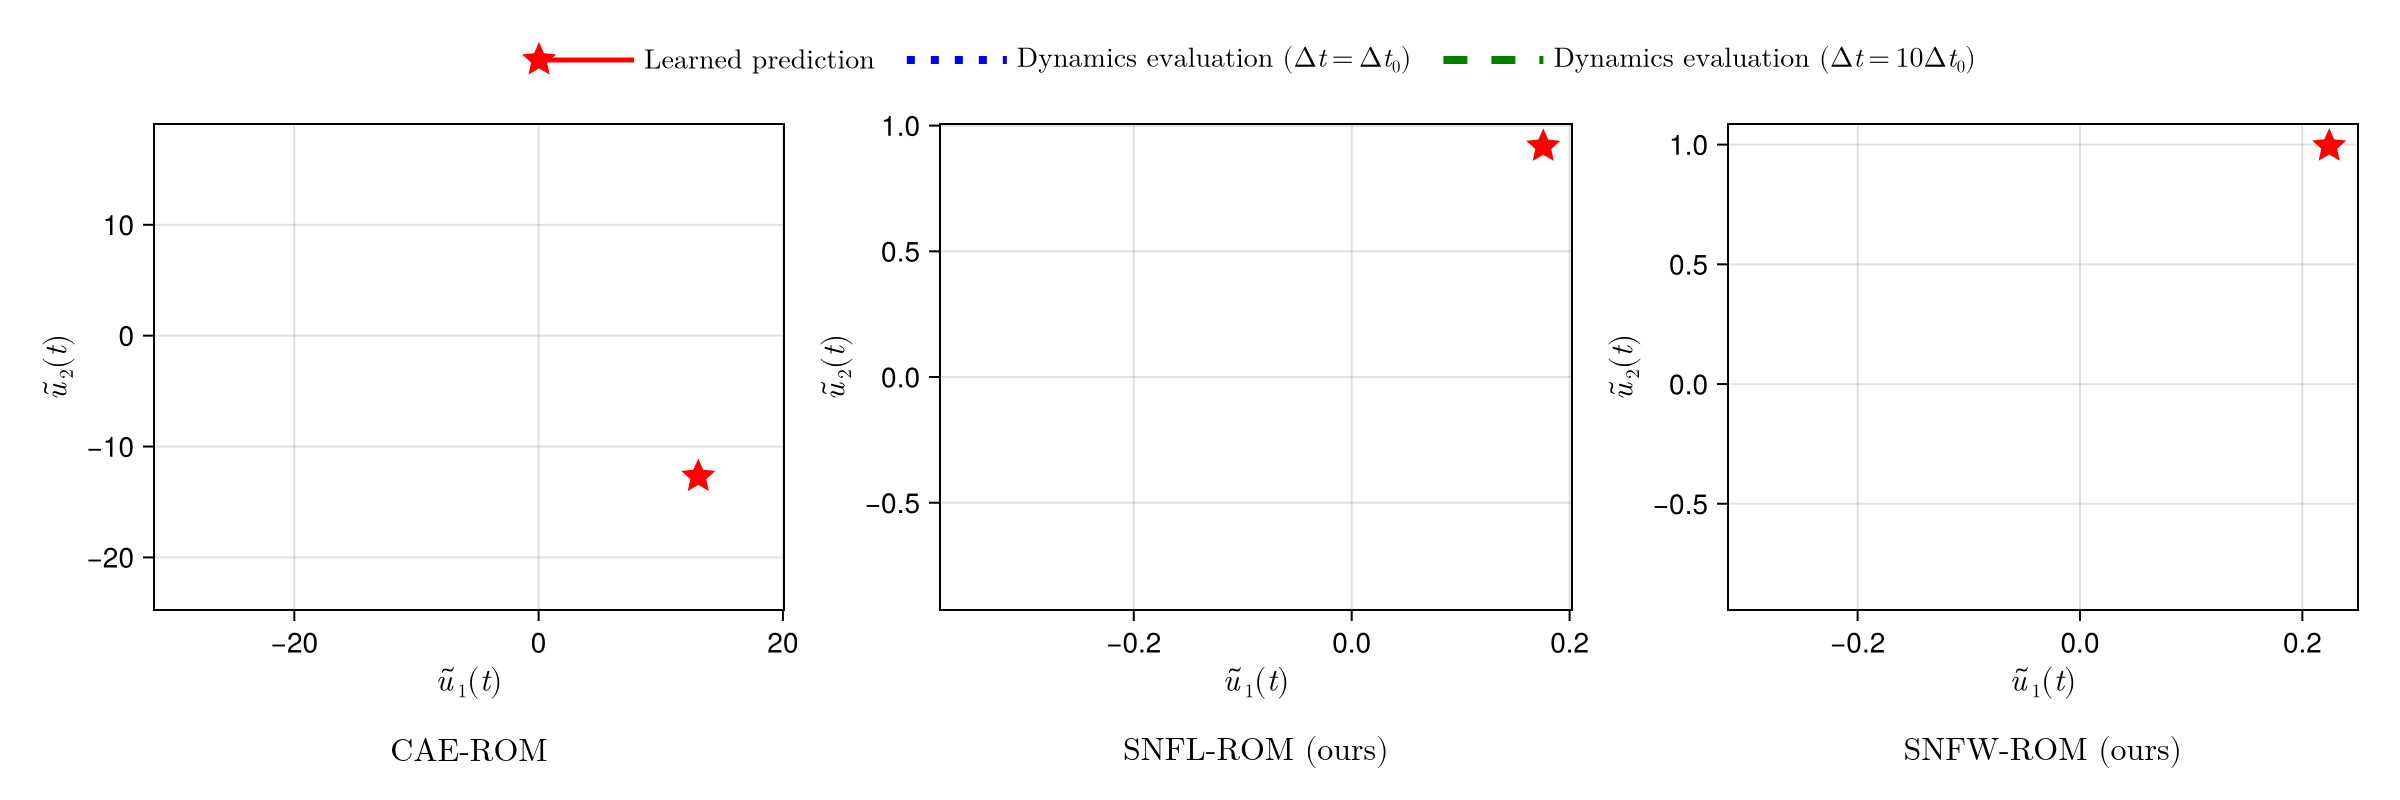 Learned prediction
Dynamics evaluation (Δt = Δt₀)
Dynamics evaluation (Δt = 10Δt₀)
10
0
−10
−20
ũ₂(t)
−20
0
20
ũ₁(t)
CAE-ROM
1.0
0.5
0.0
−0.5
ũ₂(t)
−0.2
0.0
0.2
ũ₁(t)
SNFL-ROM (ours)
1.0
0.5
0.0
−0.5
ũ₂(t)
−0.2
0.0
0.2
ũ₁(t)
SNFW-ROM (ours)